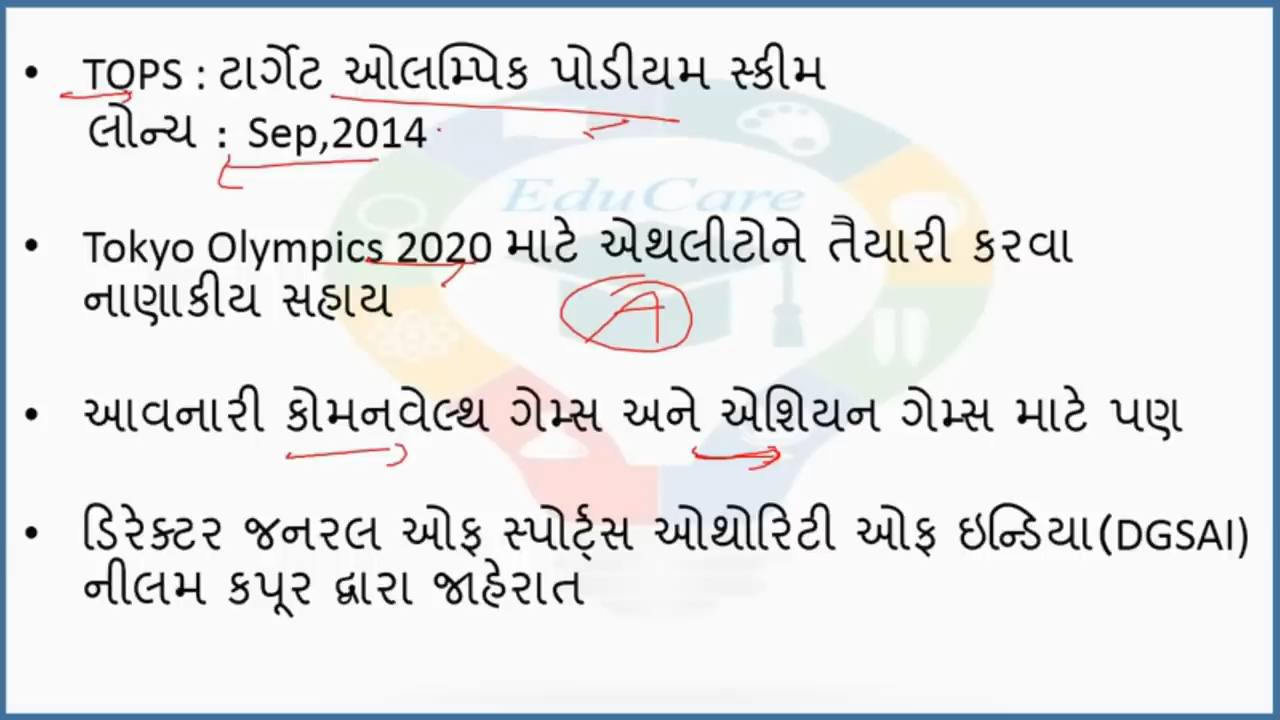 • TOPS : ટાર્ગેટ ઓલમ્પિક પોડીયમ સ્કીમ
લોન્ચ : Sep,2014
EduCare
• Tokyo Olympics 2020 માટે એથલીટોને તૈયારી કરવા
નાણાકીય સહાય
A
• આવનારી કોમનવેલ્થ ગેમ્સ અને એશિયન ગેમ્સ માટે પણ
• ડિરેક્ટર જનરલ ઓફ સ્પોર્ટ્સ ઓથોરિટી ઓફ ઇન્ડિયા(DGSAI)
નીલમ કપૂર દ્વારા જાહેરાત